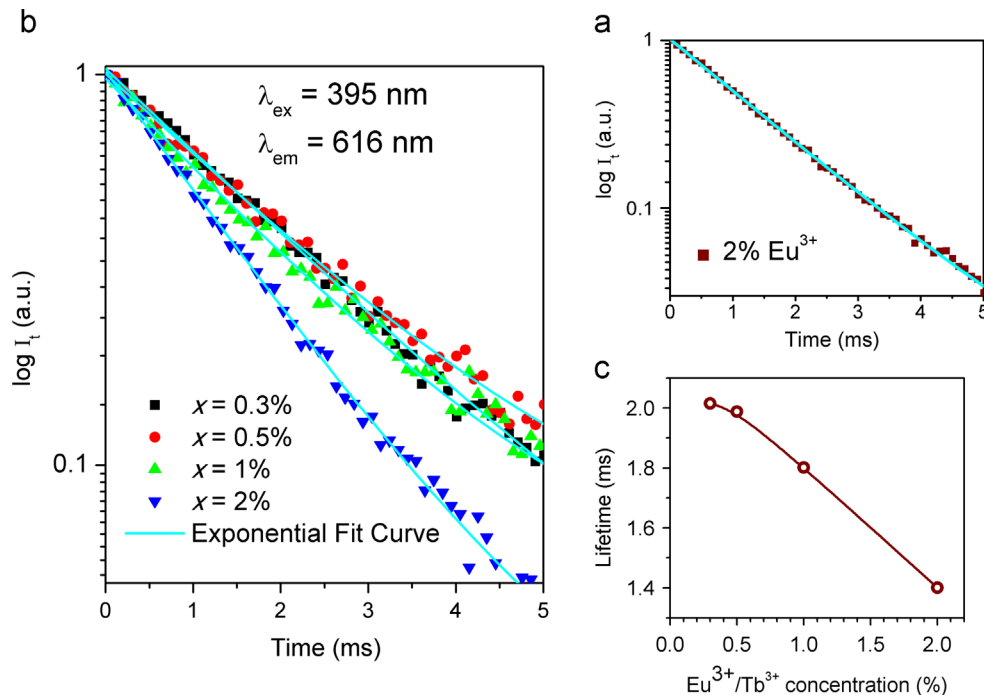 b
1
0.1
log Iₜ (a.u.)
λex = 395 nm
λem = 616 nm
x = 0.3%
x = 0.5%
x = 1%
x = 2%
Exponential Fit Curve
0 1 2 3 4 5
Time (ms)
a
1
0.1
log Iₜ (a.u.)
2% Eu³⁺
0 1 2 3 4 5
Time (ms)
c
2.0
1.8
1.6
1.4
Lifetime (ms)
0.0 0.5 1.0 1.5 2.0
Eu³⁺/Tb³⁺ concentration (%)